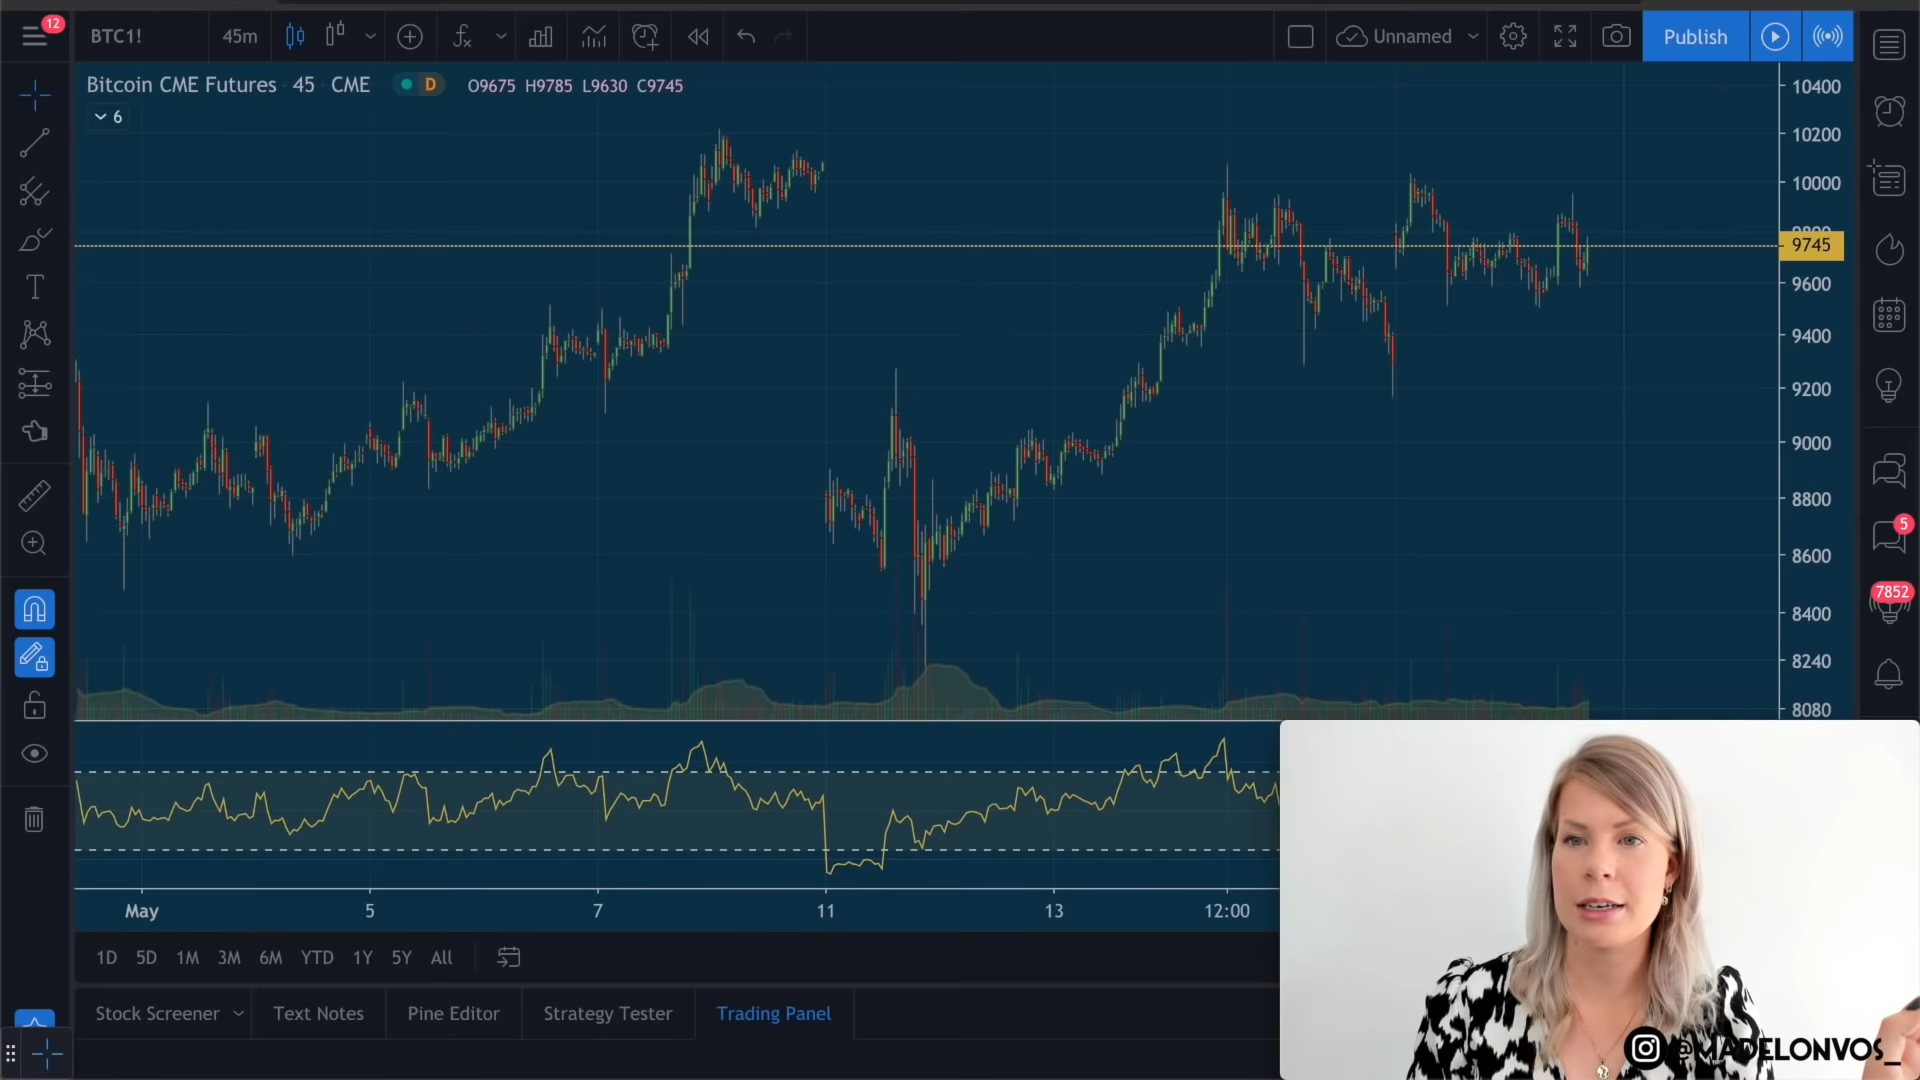 12
BTC1!
45m
Unnamed
Publish
Bitcoin CME Futures · 45 · CME
D
O9675 H9785 L9630 C9745
6
10400
10200
10000
9745
9600
9400
9200
9000
8800
8600
8400
8240
8080
5
7852
May
5
7
11
13
12:00
1D 5D 1M 3M 6M YTD 1Y 5Y All
Stock Screener
Text Notes
Pine Editor
Strategy Tester
Trading Panel
@MADELONVOS_